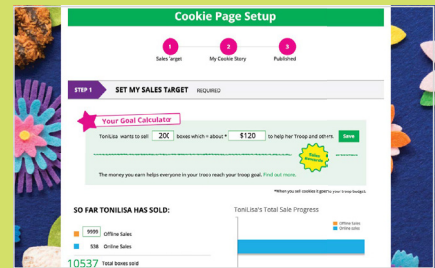 Cookie Page Setup
1 2 3
Sales Target My Cookie Story Published
STEP 1 SET MY SALES TARGET REQUIRED
Your Goal Calculator
ToniLisa wants to sell 20( boxes which = about * $120 to help her Troop and others. Save
The money you earn helps everyone in your troop reach your troop goal. Find out more.
*When you sell cookies it goes to your troop budget.
SO FAR TONILISA HAS SOLD:
9999 Offline Sales
538 Online Sales
10537 Total boxes sold
ToniLisa's Total Sale Progress
Offline Sales
Online Sales